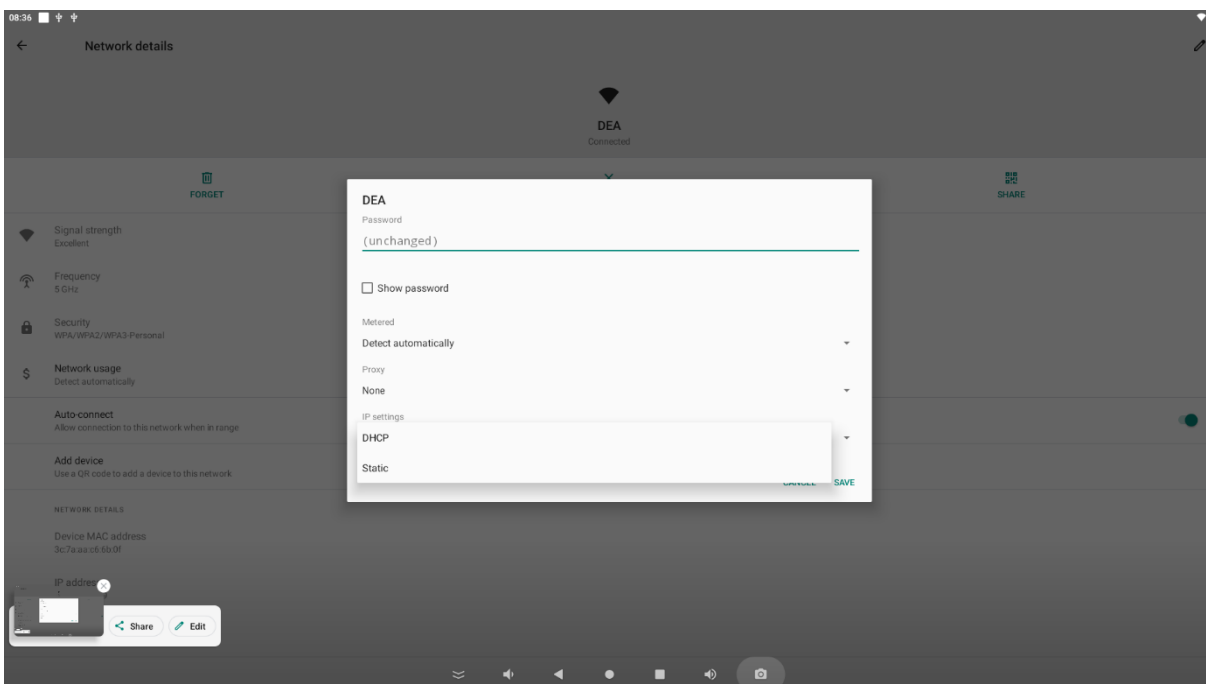 08:36
Network details
DEA
Connected
FORGET
SHARE
Signal strength
Excellent
Frequency
5 GHz
Security
WPA/WPA2/WPA3-Personal
Network usage
Detect automatically
Auto-connect
Allow connection to this network when in range
Add device
Use a QR code to add a device to this network
NETWORK DETAILS
Device MAC address
3c:7a:aa:c6:6b:0f
IP address
DEA
Password
(unchanged)
Show password
Metered
Detect automatically
Proxy
None
IP settings
DHCP
Static
CANCEL SAVE
Share Edit